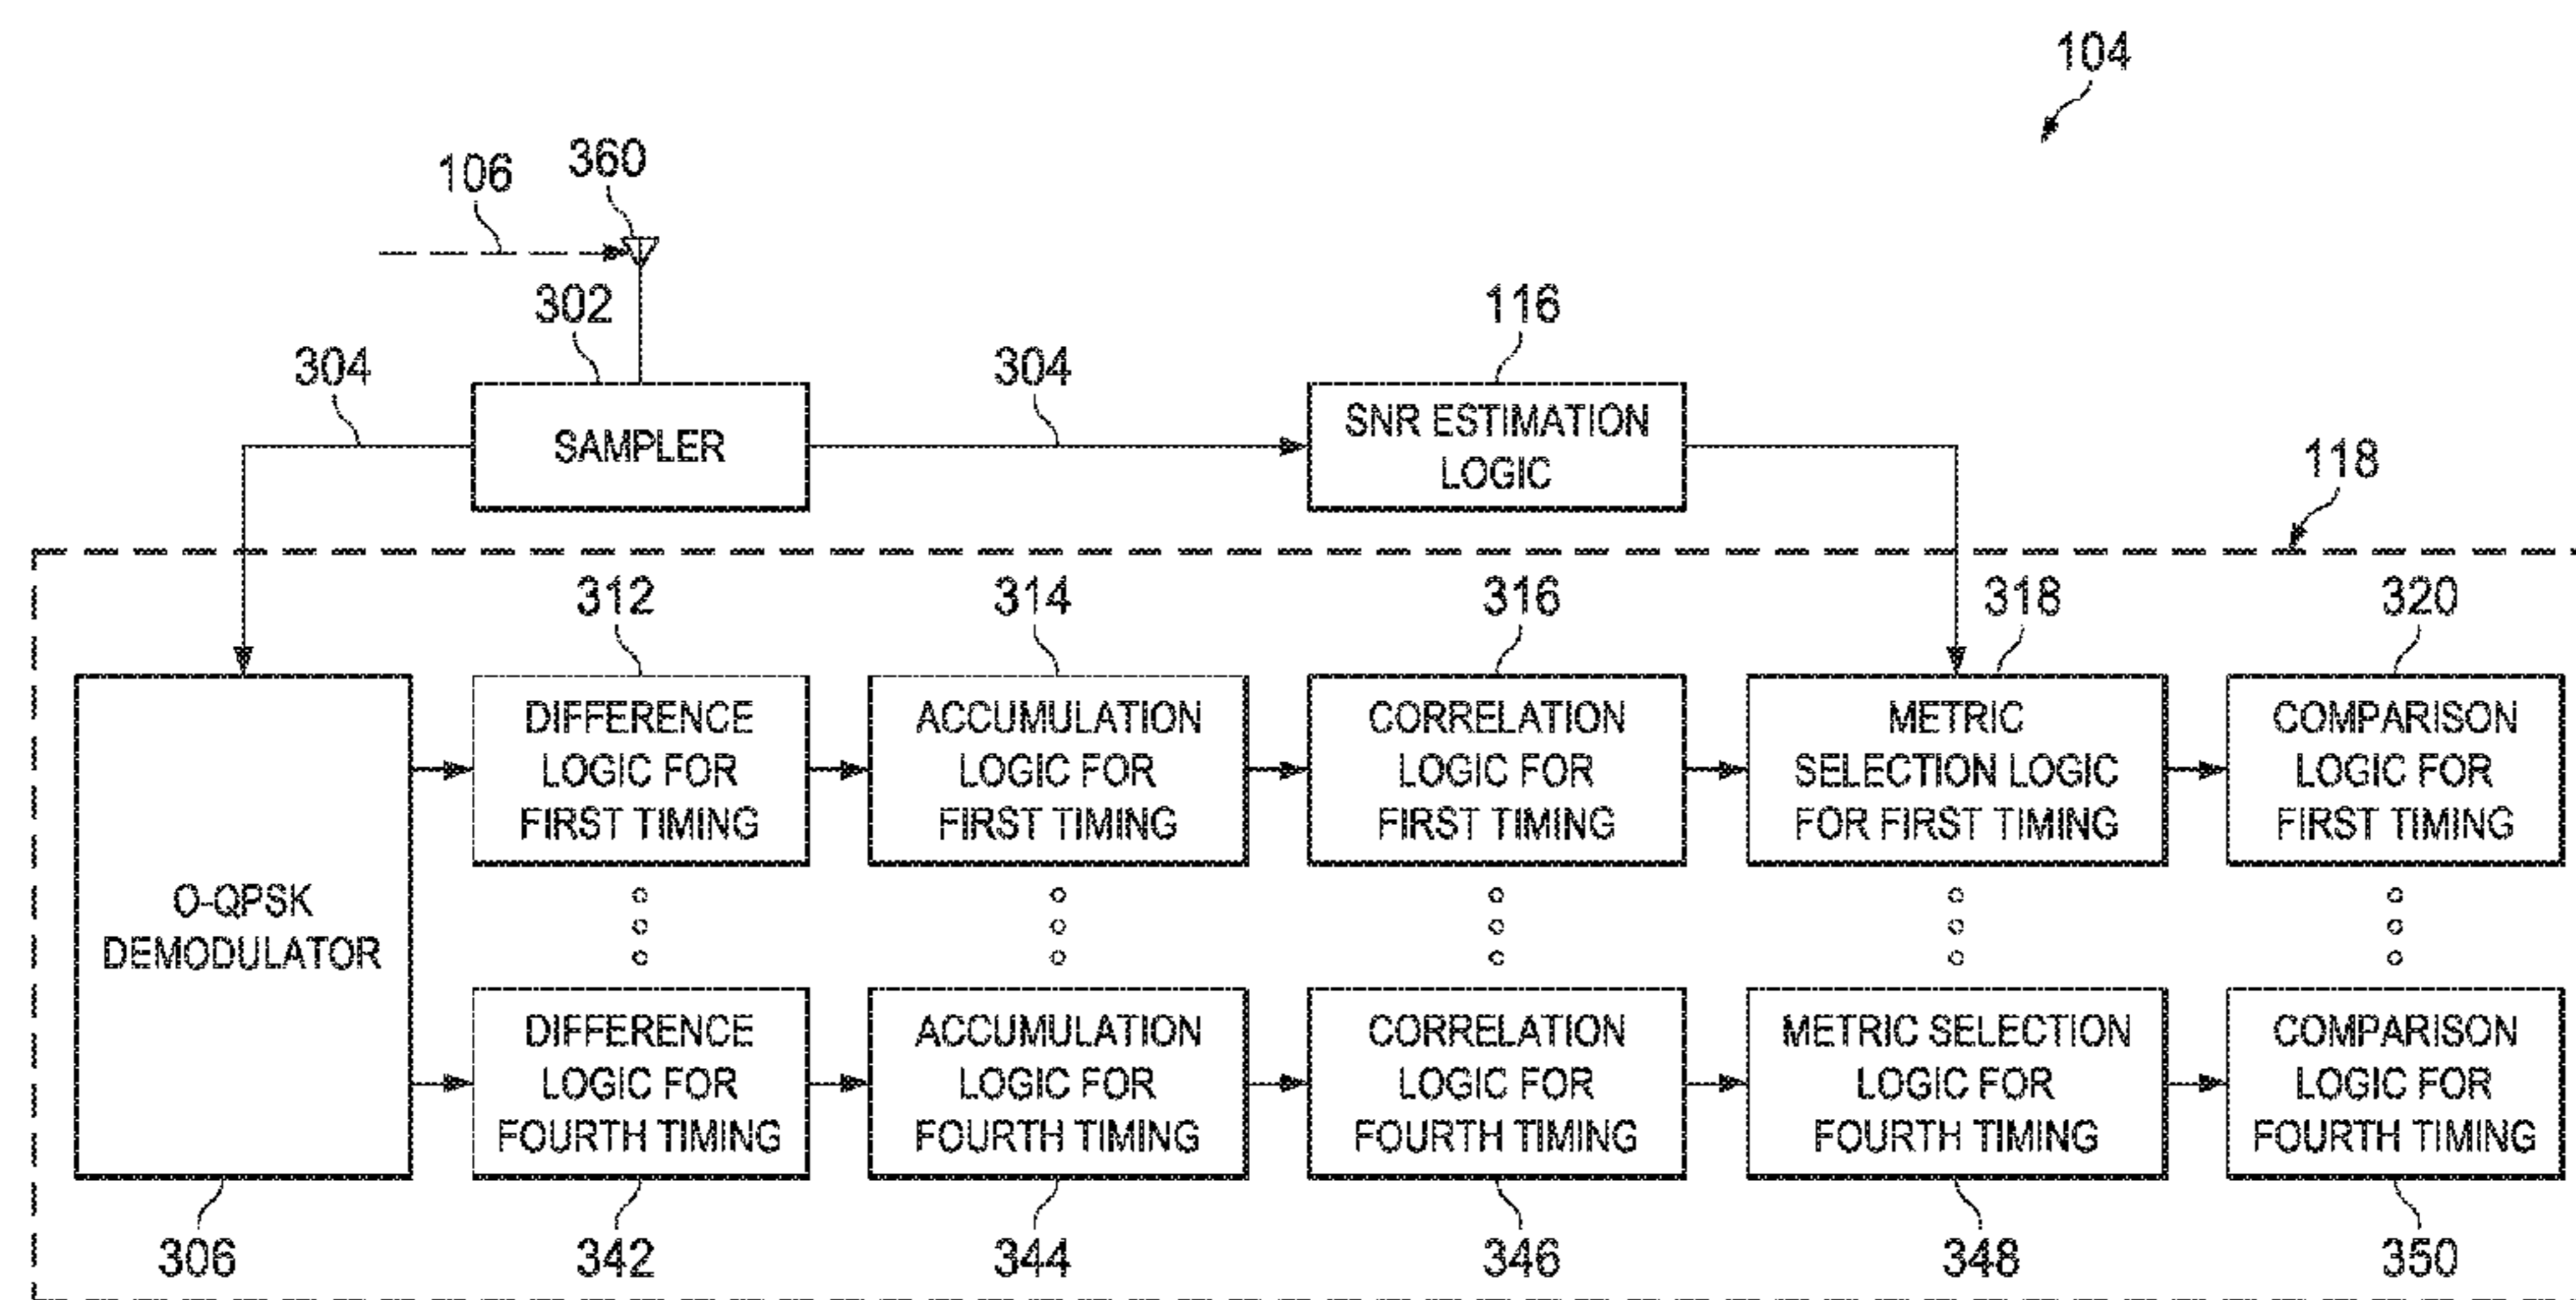 104
106
360
302
304
304
116
SAMPLER
SNR ESTIMATION
LOGIC
118
312
314
316
318
320
O-QPSK
DEMODULATOR
DIFFERENCE
LOGIC FOR
FIRST TIMING
ACCUMULATION
LOGIC FOR
FIRST TIMING
CORRELATION
LOGIC FOR
FIRST TIMING
METRIC
SELECTION LOGIC
FOR FIRST TIMING
COMPARISON
LOGIC FOR
FIRST TIMING
DIFFERENCE
LOGIC FOR
FOURTH TIMING
ACCUMULATION
LOGIC FOR
FOURTH TIMING
CORRELATION
LOGIC FOR
FOURTH TIMING
METRIC SELECTION
LOGIC FOR
FOURTH TIMING
COMPARISON
LOGIC FOR
FOURTH TIMING
306
342
344
346
348
350